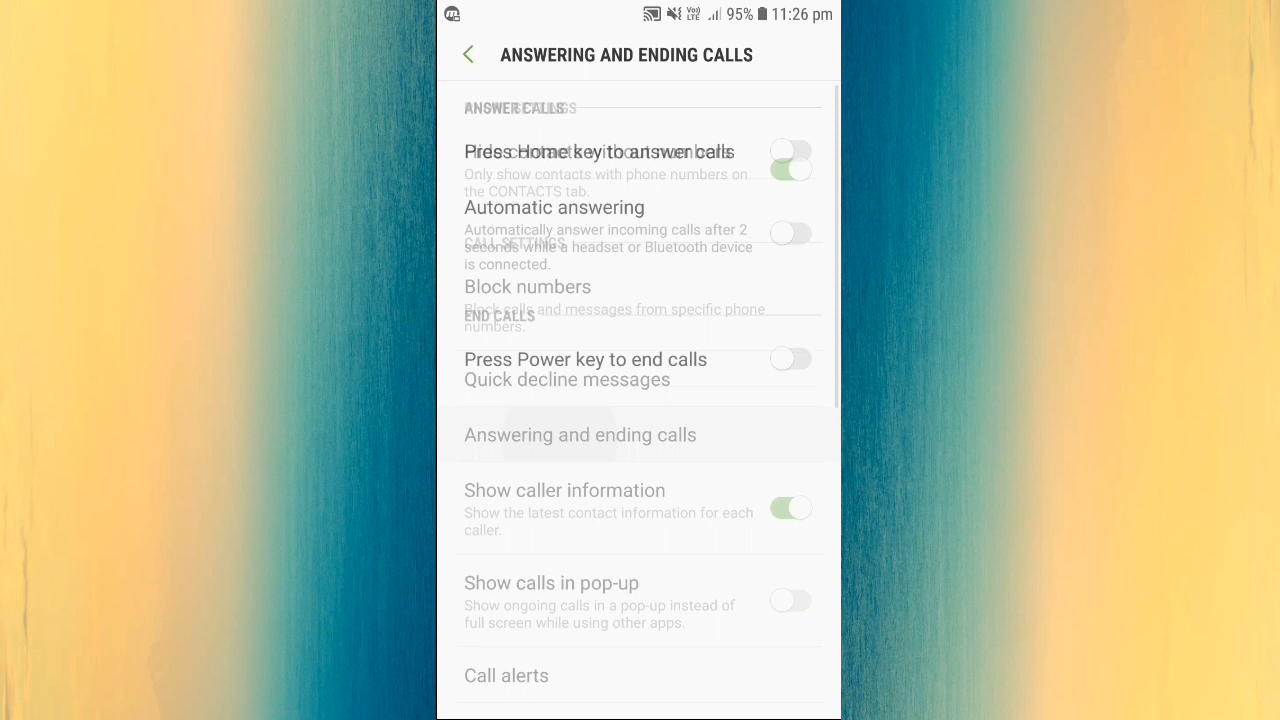 Voj) LTE 95% 11:26 pm
ANSWERING AND ENDING CALLS
ANSWER CALLS
Press Home key to answer calls
Only show contacts with phone numbers on
the CONTACTS tab.
Automatic answering
Automatically answer incoming calls after 2
CALL SETTINGS
seconds while a headset or Bluetooth device
is connected.
Block numbers
Block calls and messages from specific phone
END CALLS
numbers.
Press Power key to end calls
Quick decline messages
Answering and ending calls
Show caller information
Show the latest contact information for each
caller.
Show calls in pop-up
Show ongoing calls in a pop-up instead of
full screen while using other apps.
Call alerts